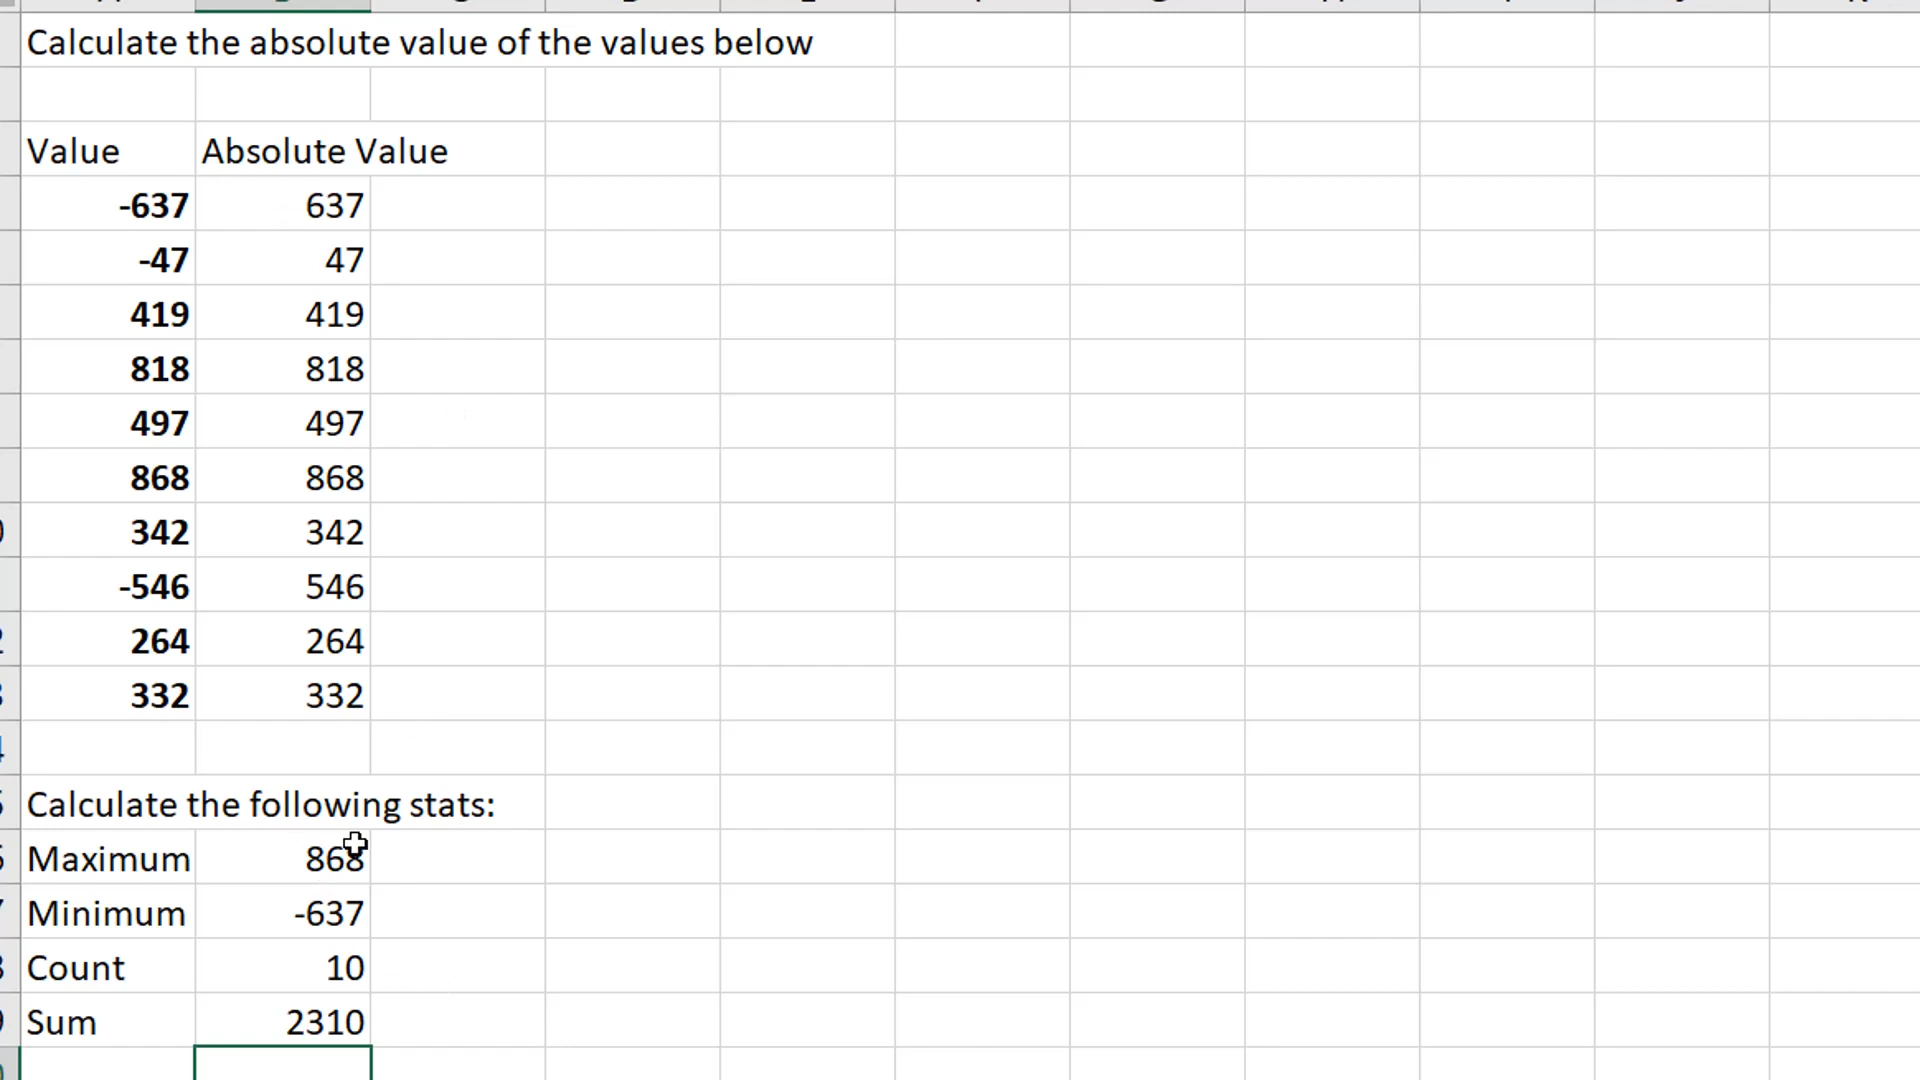 Calculate the absolute value of the values below
Value Absolute Value
-637 637
-47 47
419 419
818 818
497 497
868 868
342 342
-546 546
264 264
332 332
Calculate the following stats:
Maximum 868
Minimum -637
Count 10
Sum 2310